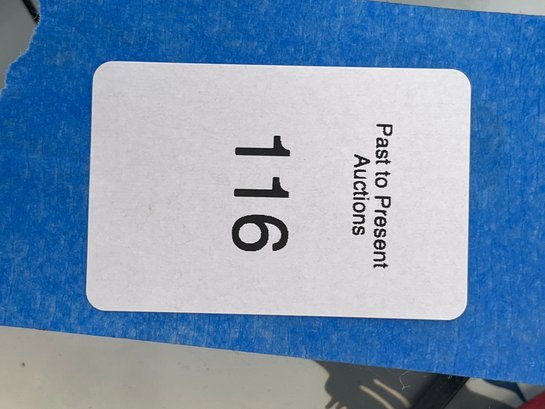 Past to Present
Auctions
116